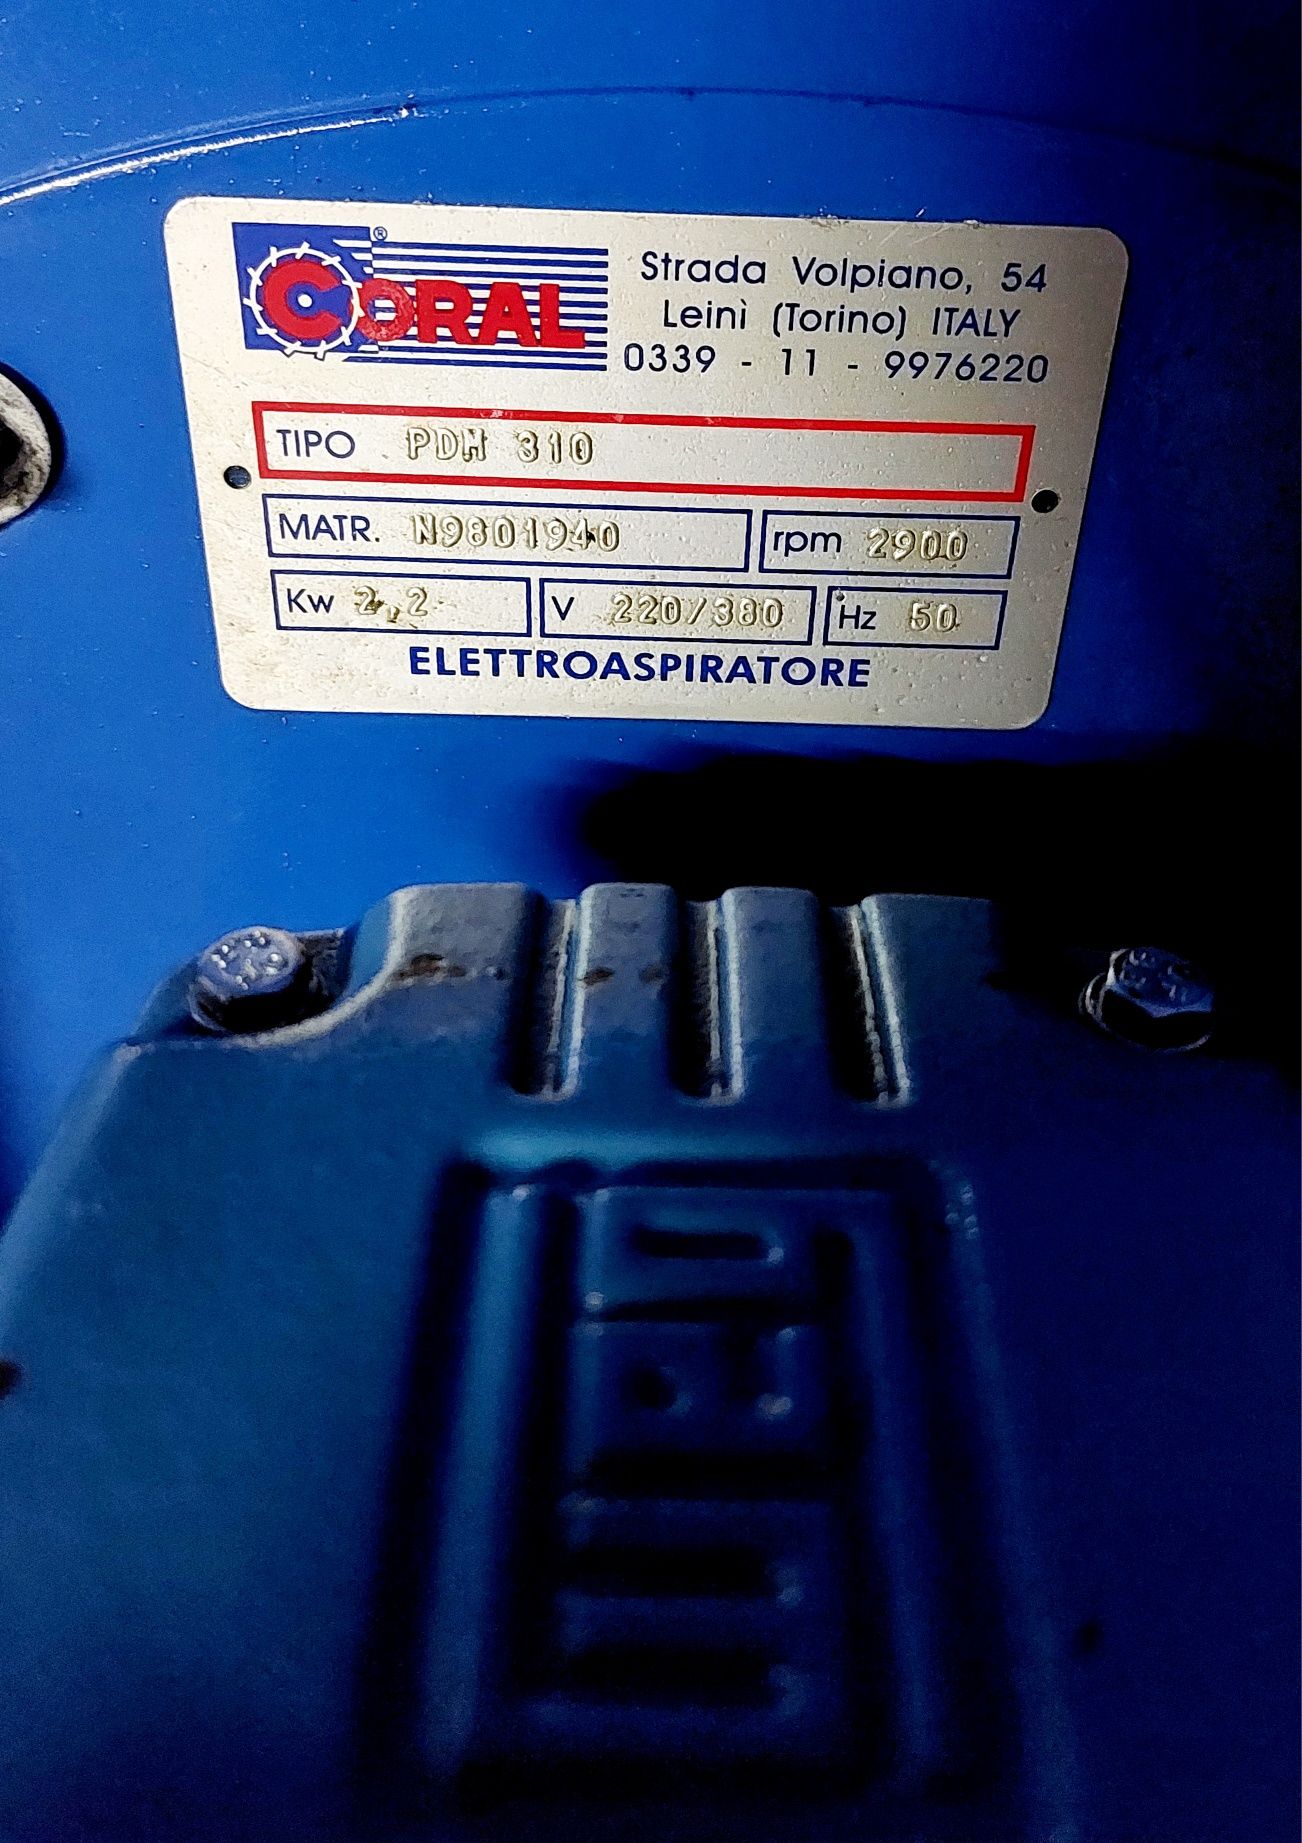 CORAL ®
Strada Volpiano, 54
Leinì (Torino) ITALY
0339 - 11 - 9976220
TIPO PDM 310
MATR. N9801940 rpm 2900
Kw 2,2 V 220/380 Hz 50
ELETTROASPIRATORE